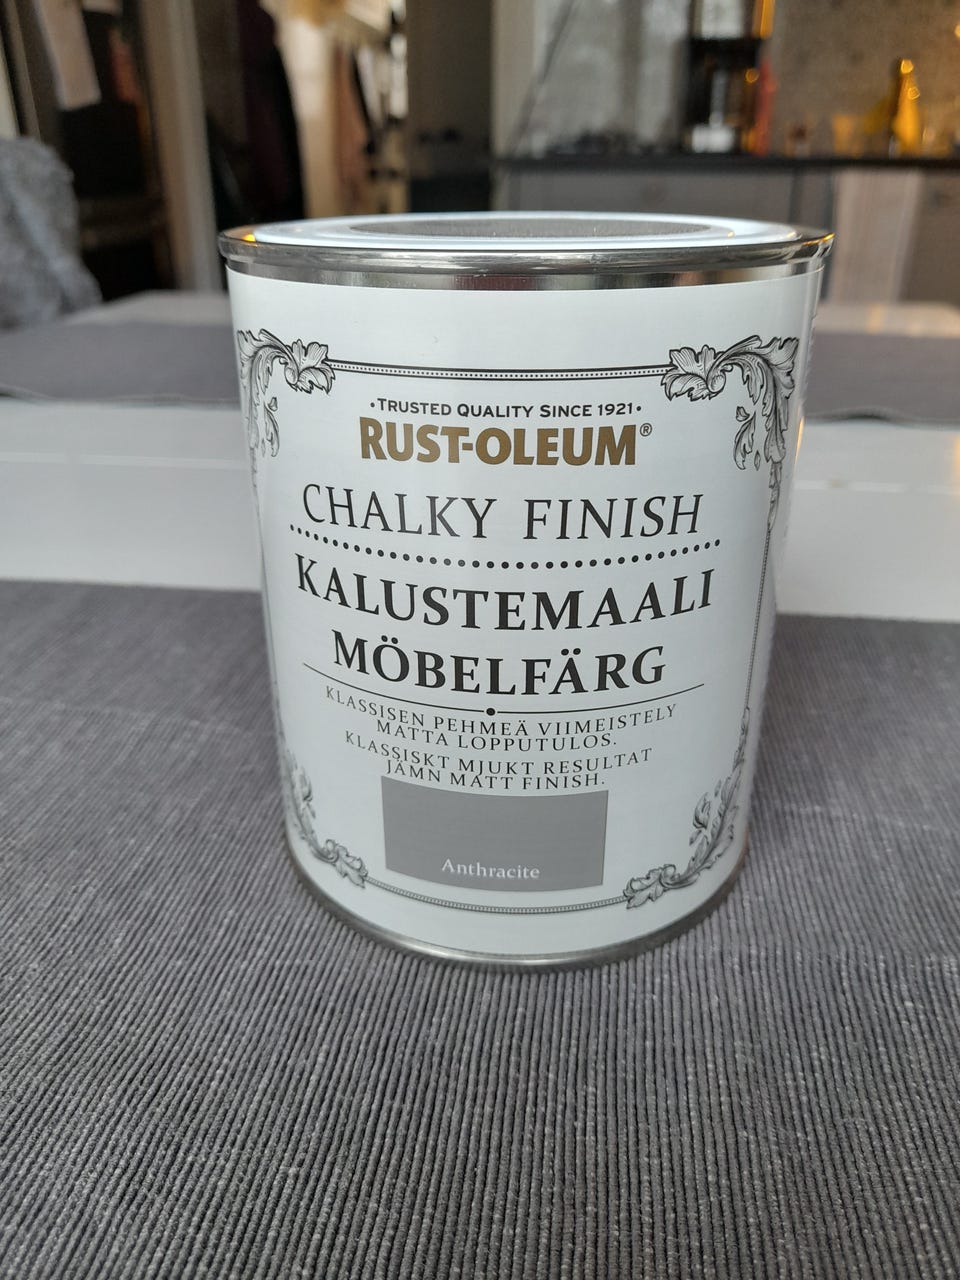 •TRUSTED QUALITY SINCE 1921•
RUST-OLEUM®
CHALKY FINISH
KALUSTEMAALI
MÖBELFÄRG
KLASSISEN PEHMEÄ VIIMEISTELY
MATTA LOPPUTULOS.
KLASSISKT MJUKT RESULTAT
JÄMN MATT FINISH.
Anthracite